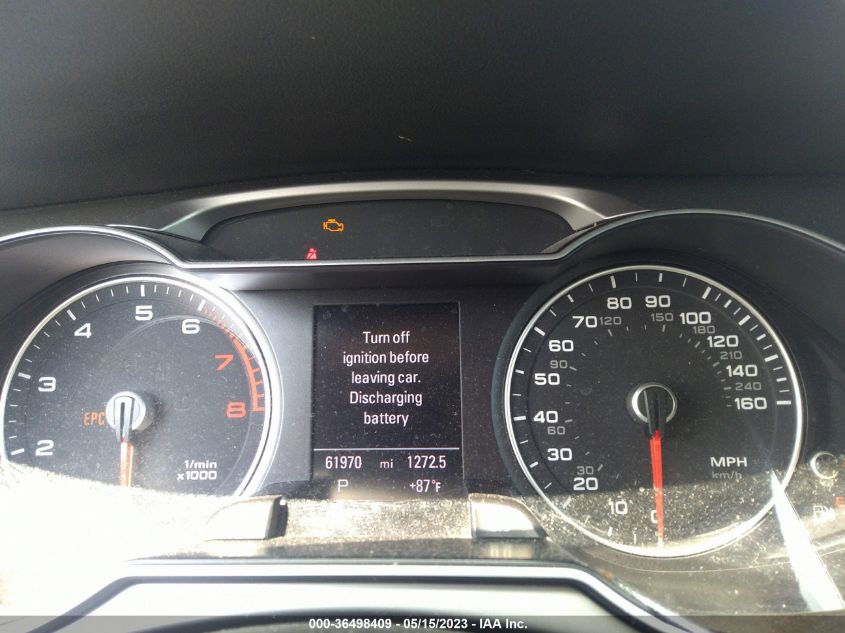 2
3
4
5
6
7
8
EPC
1/min
x1000
Turn off
ignition before
leaving car.
Discharging
battery
61970 mi 1272.5
P +87°F
0
10
20
30
40
50
60
70
80
90
100
120
140
160
30
60
90
120
150
180
210
240
MPH
km/h
000-36498409 - 05/15/2023 - IAA Inc.